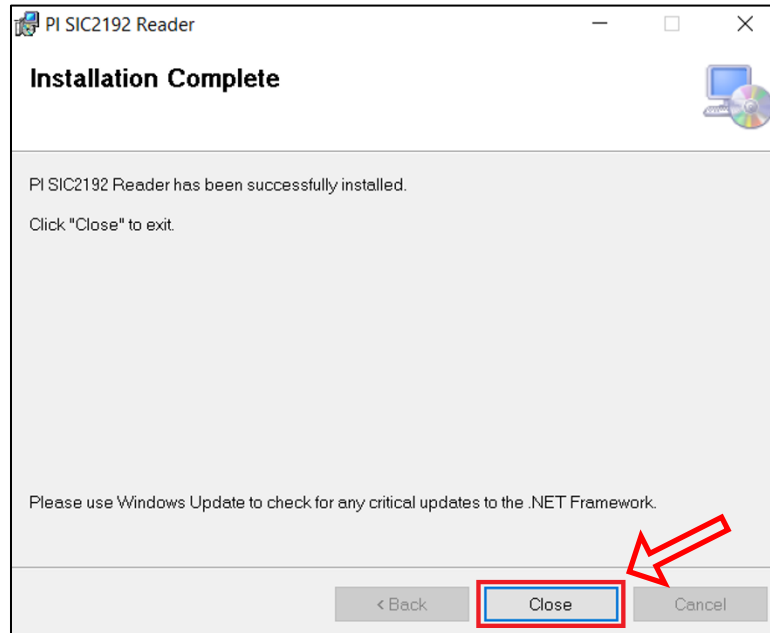 PI SIC2192 Reader
Installation Complete
PI SIC2192 Reader has been successfully installed.
Click "Close" to exit.
Please use Windows Update to check for any critical updates to the .NET Framework.
< Back
Close
Cancel